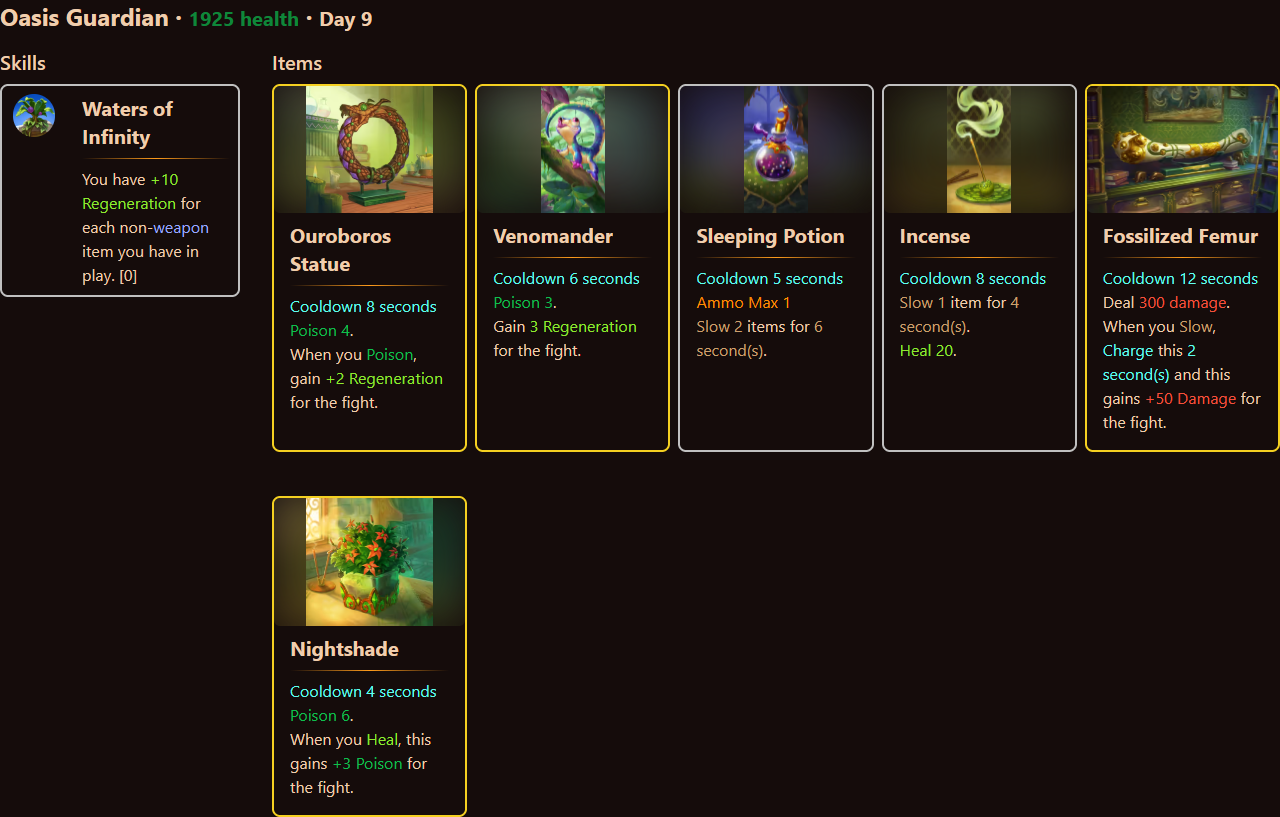 Oasis Guardian · 1925 health · Day 9
Skills
Waters of
Infinity
You have +10
Regeneration for
each non-weapon
item you have in
play. [0]
Items
Ouroboros
Statue
Cooldown 8 seconds
Poison 4.
When you Poison,
gain +2 Regeneration
for the fight.
Venomander
Cooldown 6 seconds
Poison 3.
Gain 3 Regeneration
for the fight.
Sleeping Potion
Cooldown 5 seconds
Ammo Max 1
Slow 2 items for 6
second(s).
Incense
Cooldown 8 seconds
Slow 1 item for 4
second(s).
Heal 20.
Fossilized Femur
Cooldown 12 seconds
Deal 300 damage.
When you Slow,
Charge this 2
second(s) and this
gains +50 Damage for
the fight.
Nightshade
Cooldown 4 seconds
Poison 6.
When you Heal, this
gains +3 Poison for
the fight.